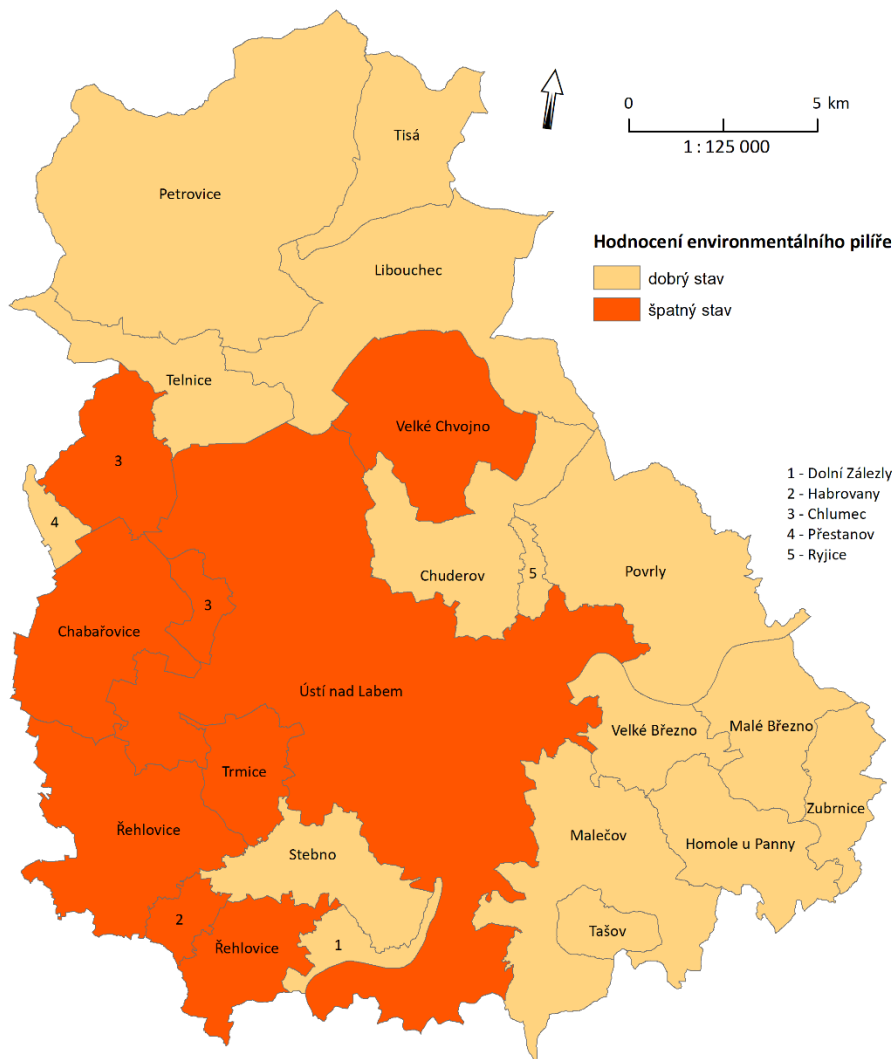 Tisá
0 5 km
1 : 125 000
Petrovice
Hodnocení environmentálního pilíře
Libouchec
dobrý stav
špatný stav
Telnice
Velké Chvojno
3
1 - Dolní Zálezly
2 - Habrovany
3 - Chlumec
4 - Přestanov
5 - Ryjice
4
Chuderov
5
Povrly
3
Chabařovice
Ústí nad Labem
Velké Březno
Malé Březno
Trmice
Zubrnice
Řehlovice
Malečov
Homole u Panny
Stebno
2
Řehlovice
1
Tašov